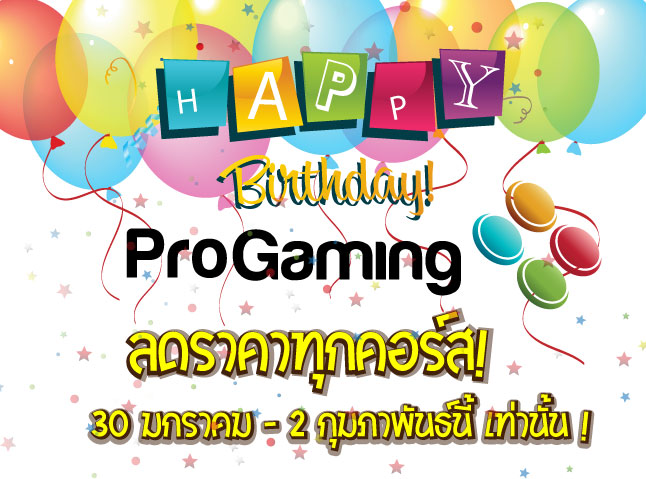 HAPPY
Birthday!
ProGaming
ลดราคาทุกคอร์ส!
30 มกราคม - 2 กุมภาพันธ์นี้ เท่านั้น !